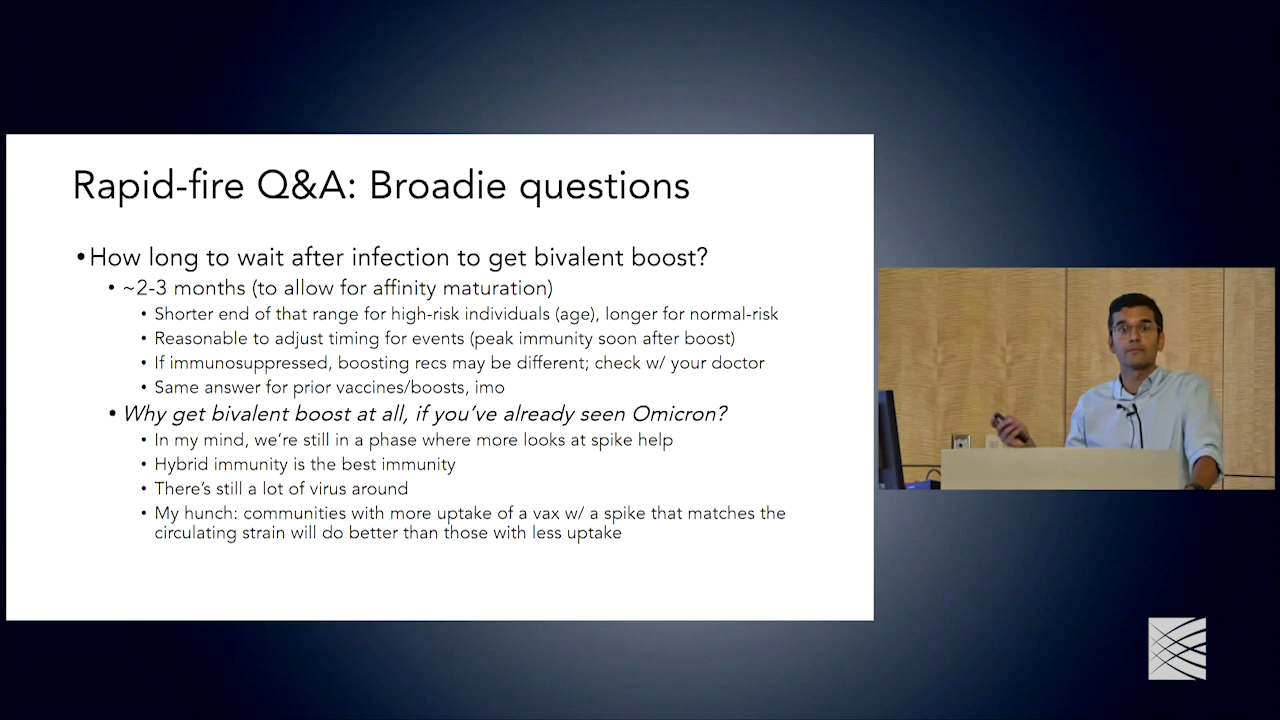 Rapid-fire Q&A: Broadie questions
•How long to wait after infection to get bivalent boost?
• ~2-3 months (to allow for affinity maturation)
• Shorter end of that range for high-risk individuals (age), longer for normal-risk
• Reasonable to adjust timing for events (peak immunity soon after boost)
• If immunosuppressed, boosting recs may be different; check w/ your doctor
• Same answer for prior vaccines/boosts, imo
• Why get bivalent boost at all, if you've already seen Omicron?
• In my mind, we're still in a phase where more looks at spike help
• Hybrid immunity is the best immunity
• There's still a lot of virus around
• My hunch: communities with more uptake of a vax w/ a spike that matches the
circulating strain will do better than those with less uptake